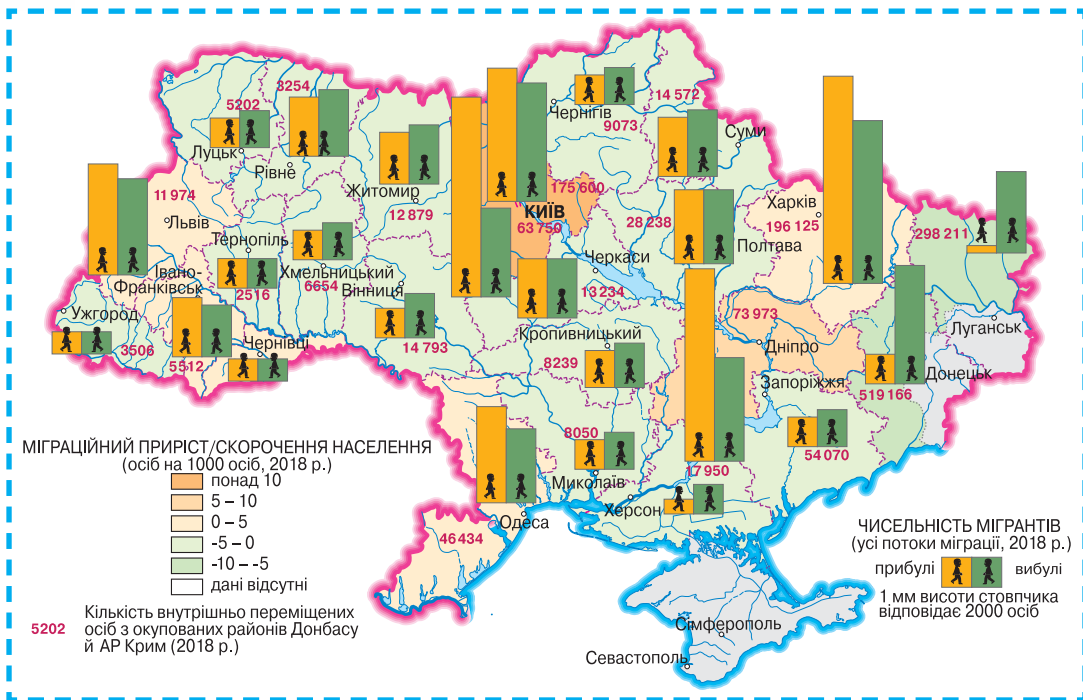 3254
5202
14 572
Чернігів
9073
Суми
Луцьк
Рівне
Житомир
11 974
175 600
КИЇВ
Харків
12 879
63 750
28 238
196 125
Львів
298 211
Тернопіль
Полтава
Черкаси
Хмельницький
Івано-
Франківськ
2516
6654
Вінниця
13 234
Ужгород
73 973
Луганськ
Кропивницький
3506
Чернівці
14 793
Дніпро
5512
8239
Донецьк
Запоріжжя
519 166
8050
54 070
17 950
Миколаїв
Херсон
Одеса
46 434
Сімферополь
Севастополь
МІГРАЦІЙНИЙ ПРИРІСТ/СКОРОЧЕННЯ НАСЕЛЕННЯ
(осіб на 1000 осіб, 2018 р.)
понад 10
5 – 10
0 – 5
-5 – 0
-10 – -5
дані відсутні
5202 Кількість внутрішньо переміщених
осіб з окупованих районів Донбасу
й АР Крим (2018 р.)
ЧИСЕЛЬНІСТЬ МІГРАНТІВ
(усі потоки міграції, 2018 р.)
прибулі вибулі
1 мм висоти стовпчика
відповідає 2000 осіб